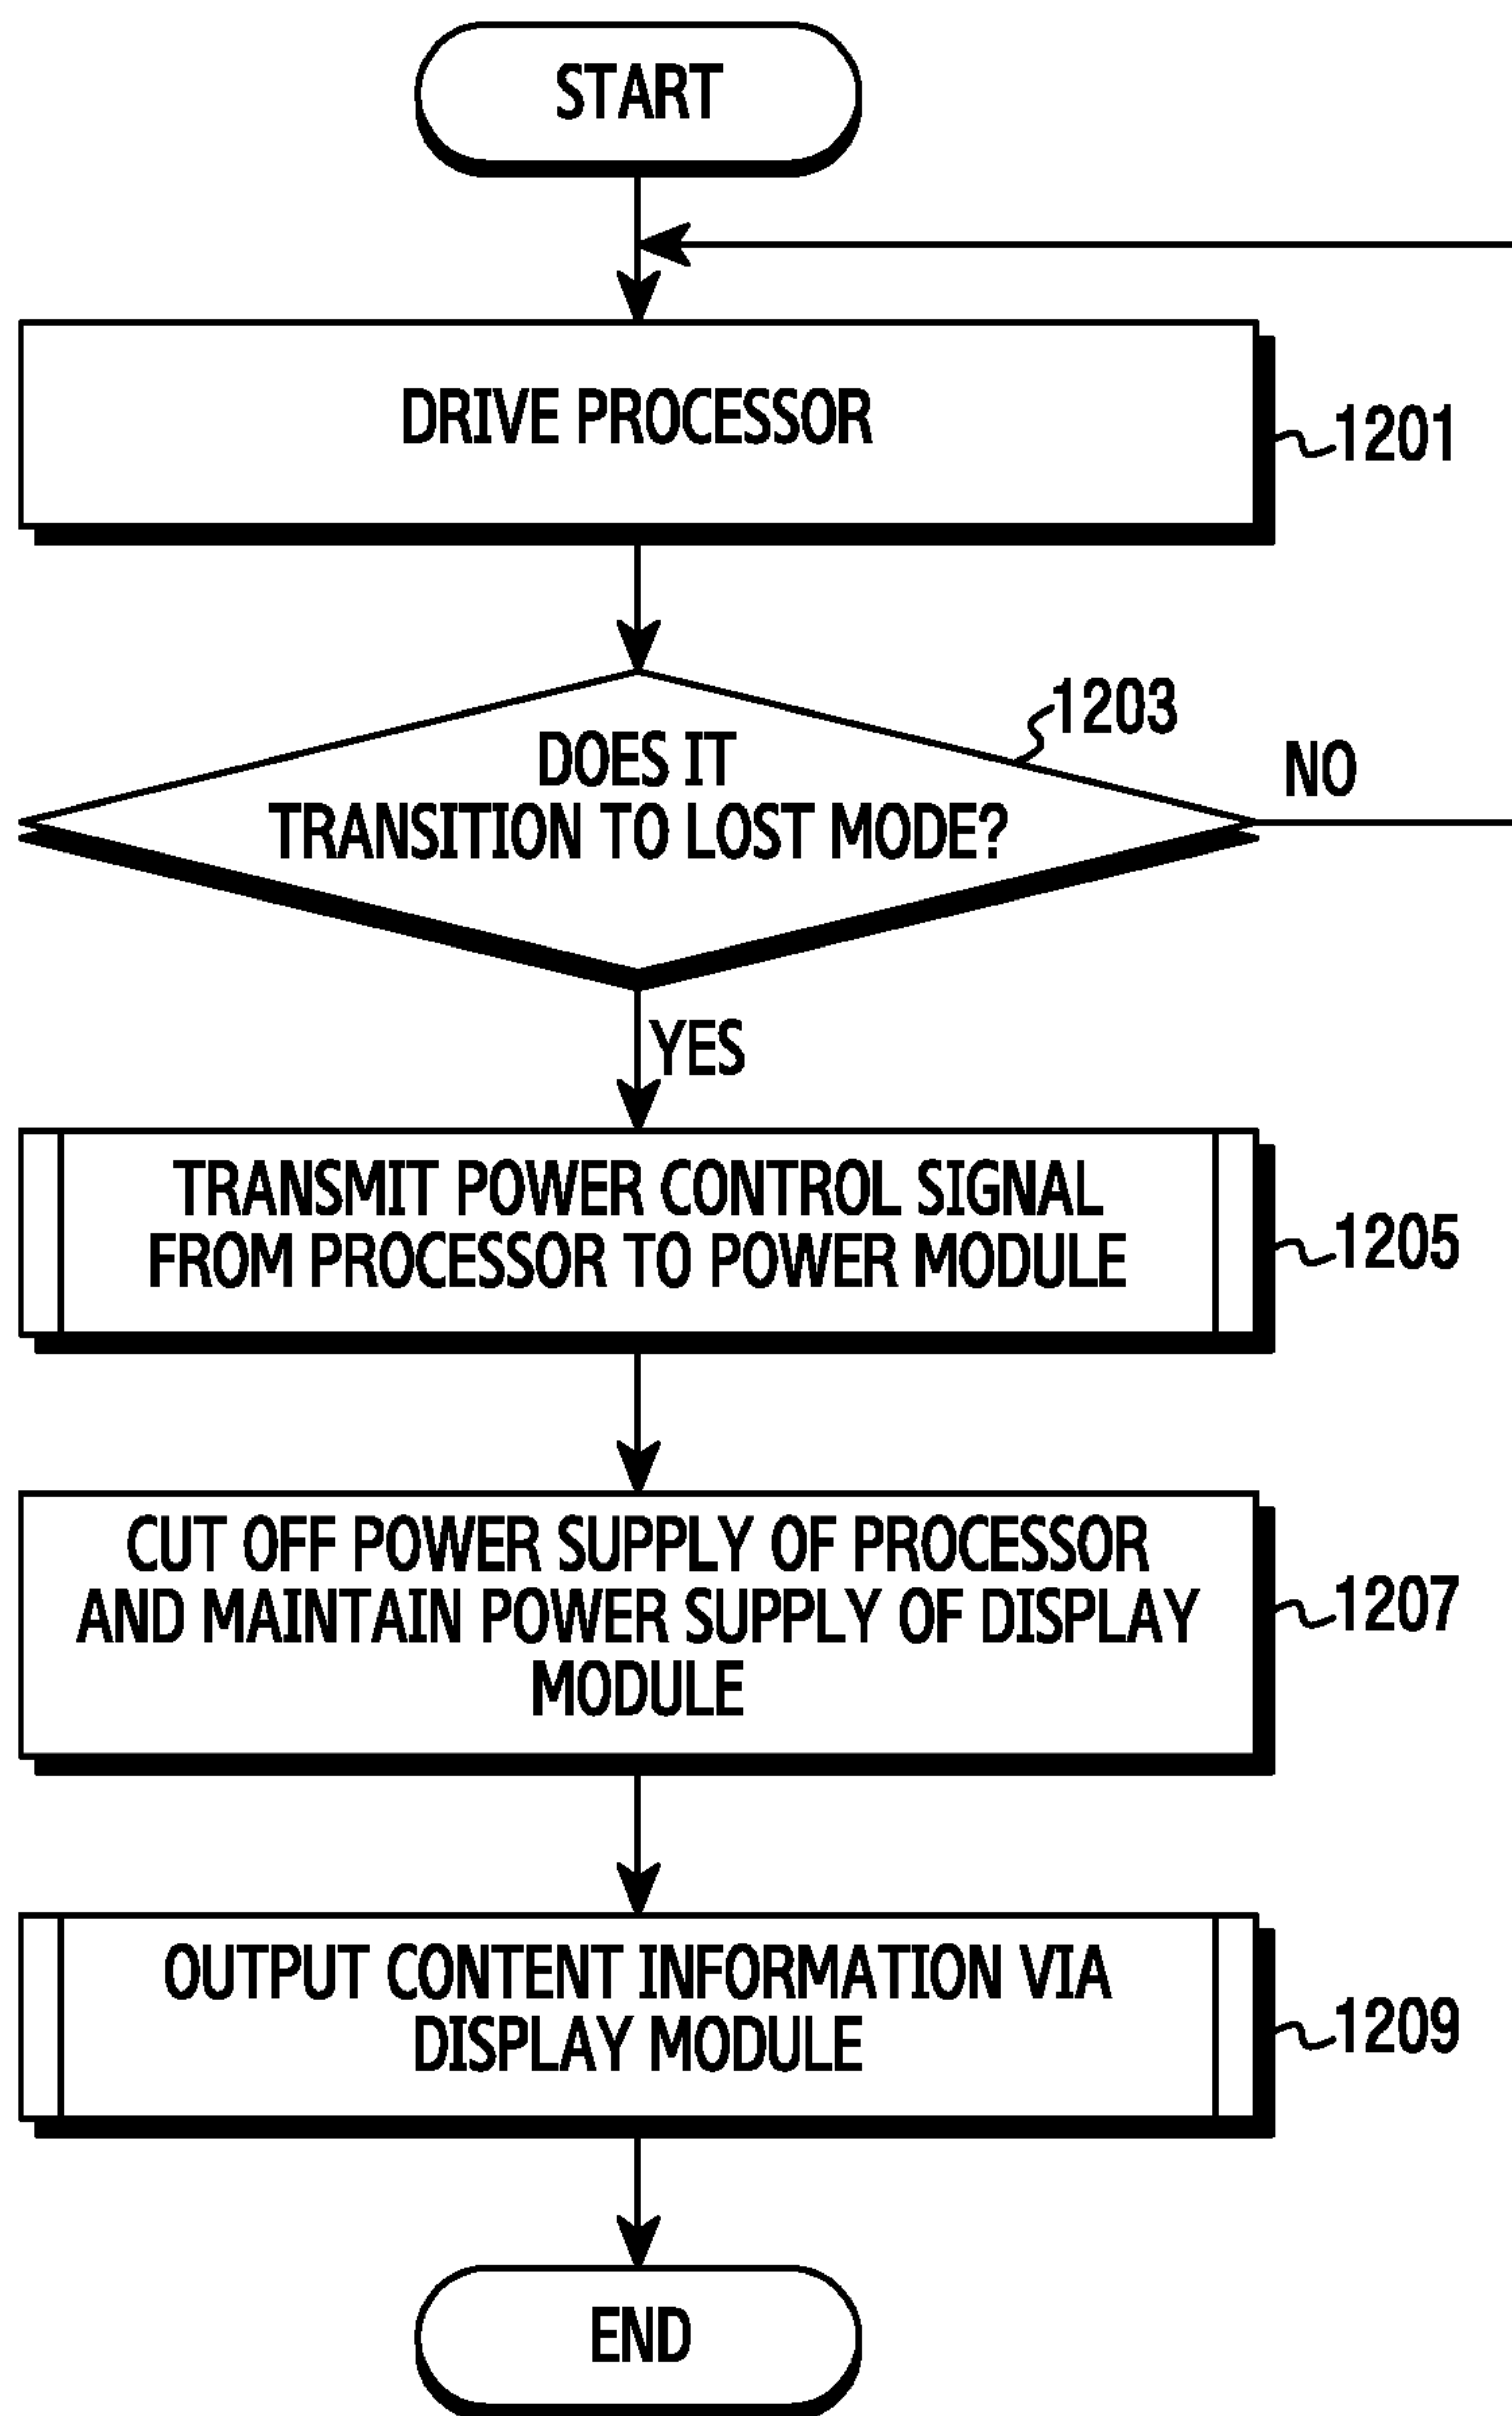 START
DRIVE PROCESSOR
1201
1203
DOES IT
TRANSITION TO LOST MODE?
NO
YES
TRANSMIT POWER CONTROL SIGNAL
FROM PROCESSOR TO POWER MODULE
1205
CUT OFF POWER SUPPLY OF PROCESSOR
AND MAINTAIN POWER SUPPLY OF DISPLAY
MODULE
1207
OUTPUT CONTENT INFORMATION VIA
DISPLAY MODULE
1209
END